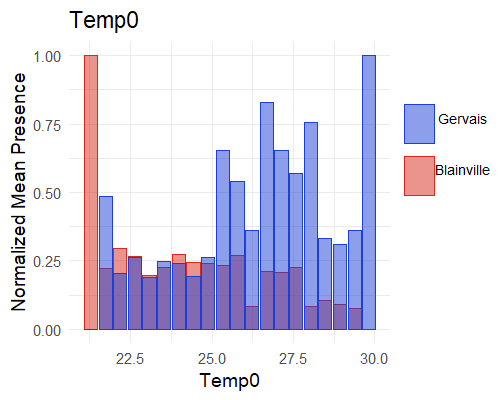 Temp0
Normalized Mean Presence
1.00
0.75
0.50
0.25
0.00
22.5 25.0 27.5 30.0
Temp0
Gervais
Blainville